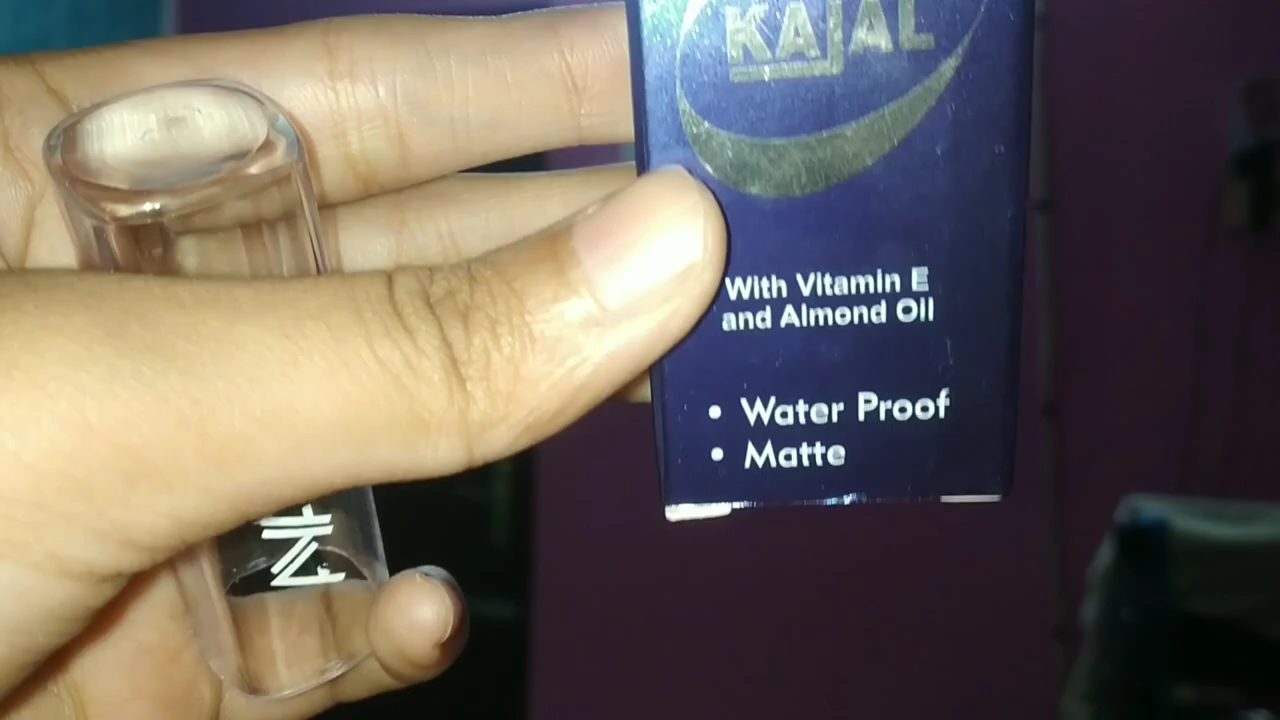 KAJAL
With Vitamin E
and Almond Oil
• Water Proof
• Matte